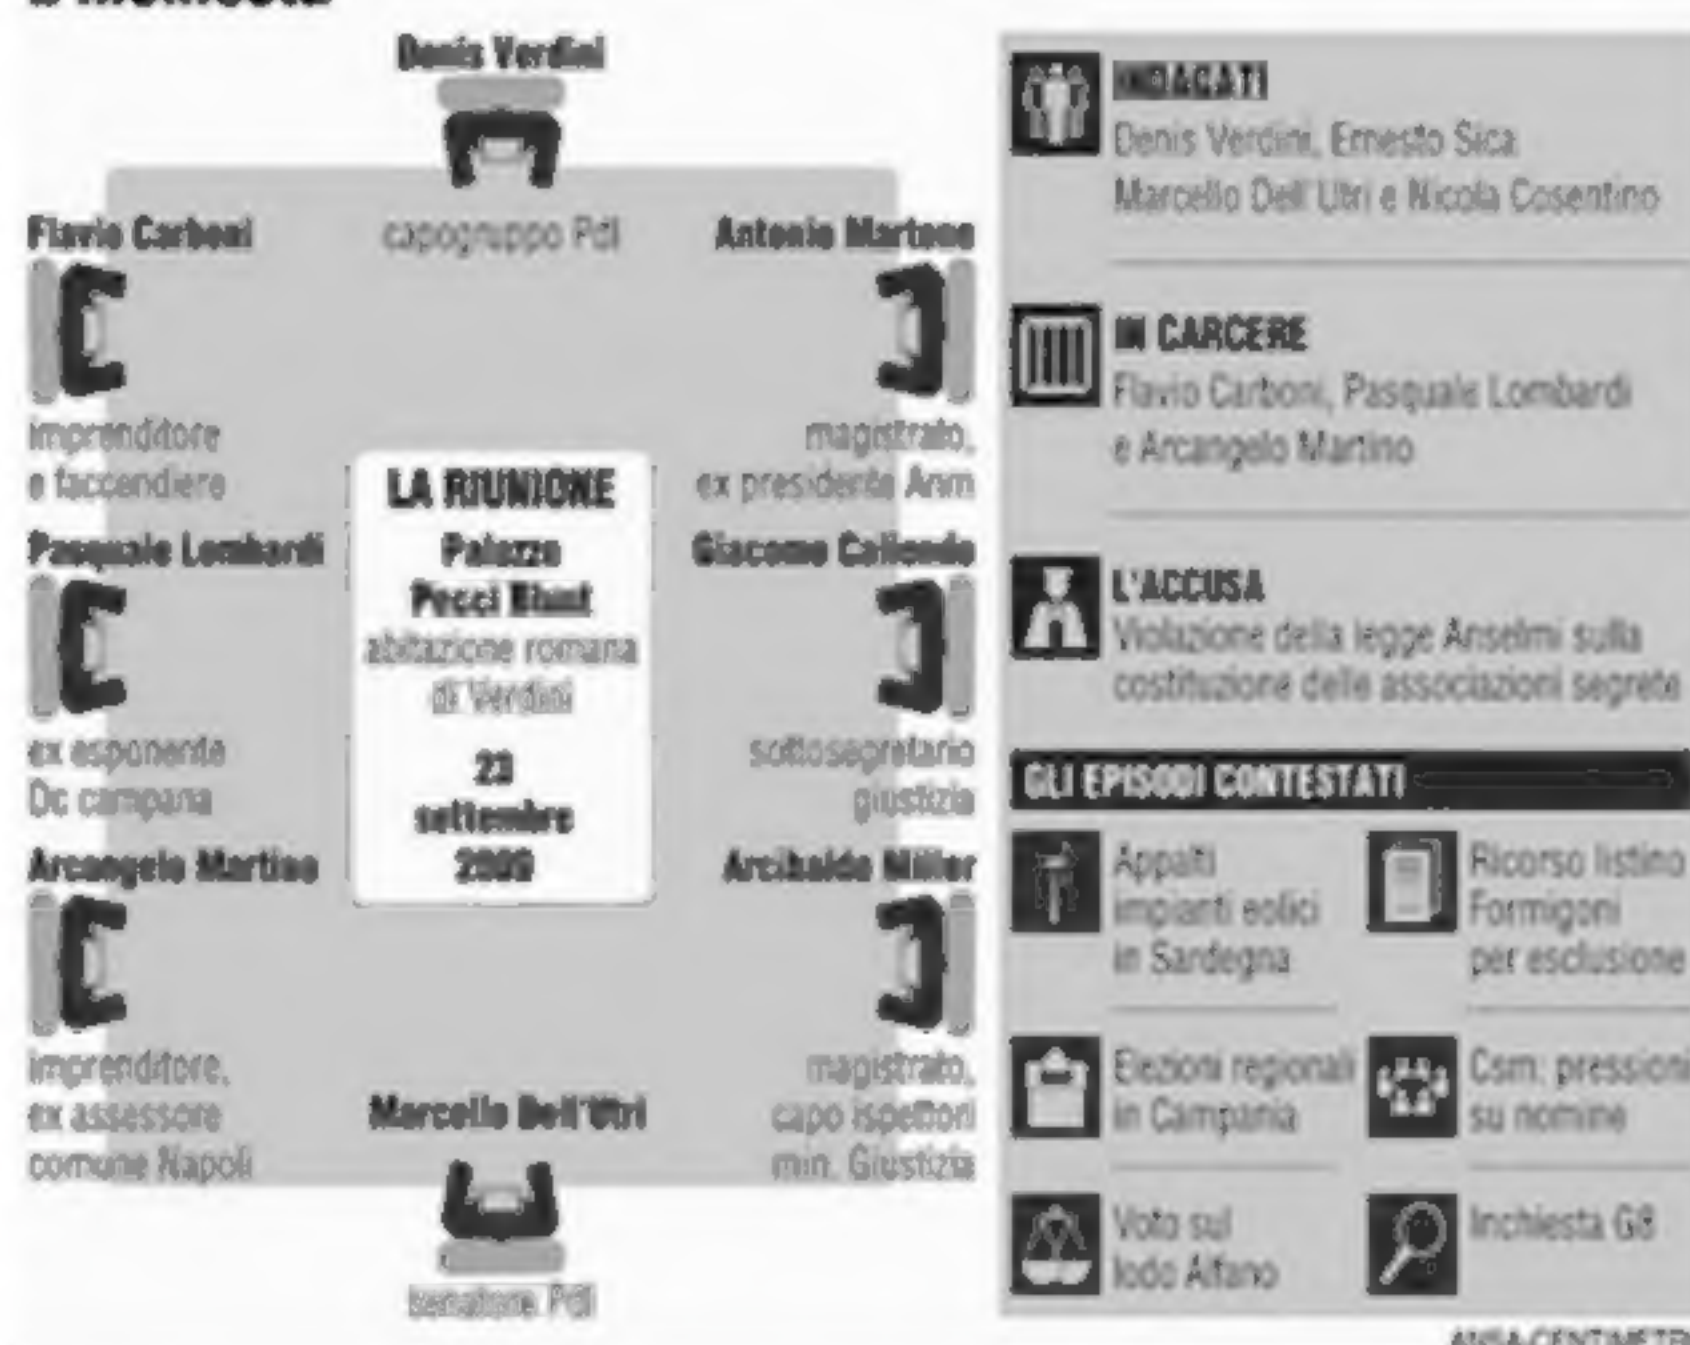 Denis Verdini
capogruppo Pdl
Flavio Carboni
imprenditore
e faccendiere
Pasquale Lombardi
ex esponente
Dc campana
Arcangelo Martino
imprenditore,
ex assessore
comune Napoli
LA RIUNIONE
Palazzo
Pecci Blunt
abitazione romana
di Verdini
23
settembre
2009
Antonio Martone
magistrato,
ex presidente Anm
Giacomo Caliendo
sottosegretario
giustizia
Arcibaldo Miller
magistrato,
capo ispettori
min. Giustizia
Marcello Dell'Utri
senatore Pdl
INDAGATI
Denis Verdini, Ernesto Sica
Marcello Dell'Utri e Nicola Cosentino
IN CARCERE
Flavio Carboni, Pasquale Lombardi
e Arcangelo Martino
L'ACCUSA
Violazione della legge Anselmi sulla
costituzione delle associazioni segrete
GLI EPISODI CONTESTATI
Appalti
impianti eolici
in Sardegna
Ricorso listino
Formigoni
per esclusione
Elezioni regionali
in Campania
Csm: pressioni
su nomine
Voto sul
lodo Alfano
Inchiesta G8